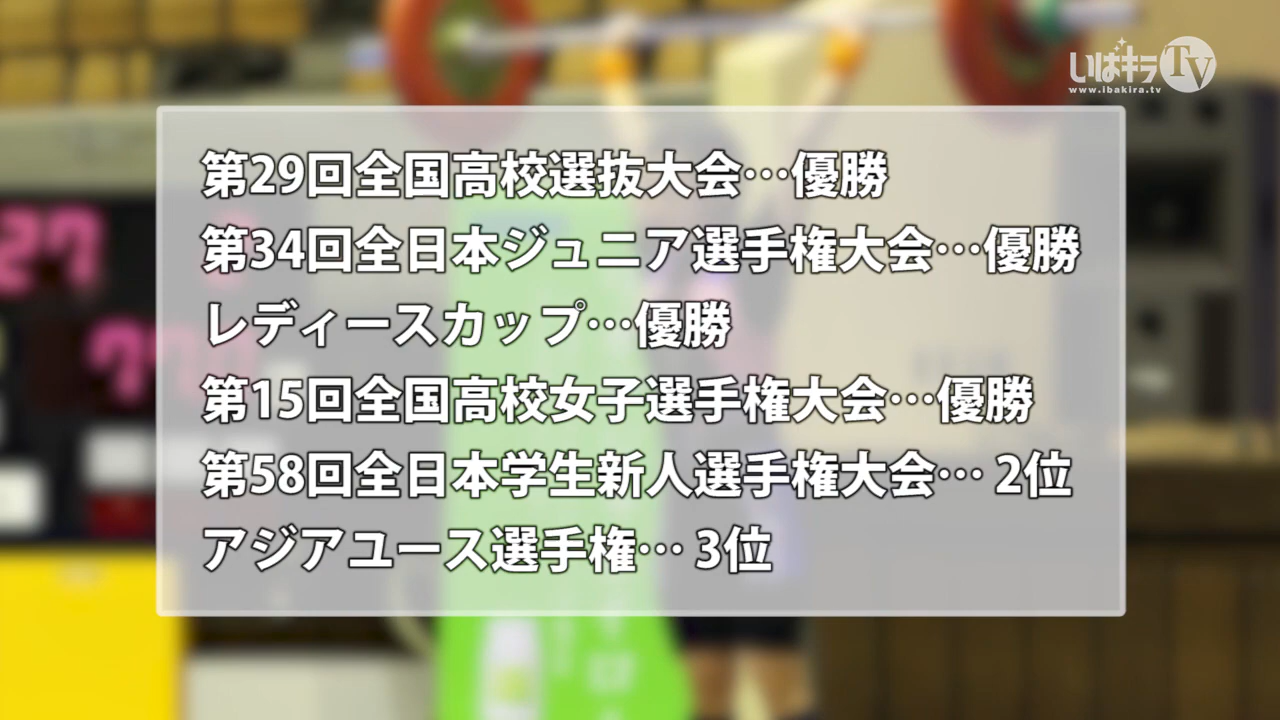 いばキラTV
www.ibakira.tv
第29回全国高校選抜大会…優勝
第34回全日本ジュニア選手権大会…優勝
レディースカップ…優勝
第15回全国高校女子選手権大会…優勝
第58回全日本学生新人選手権大会… 2位
アジアユース選手権… 3位